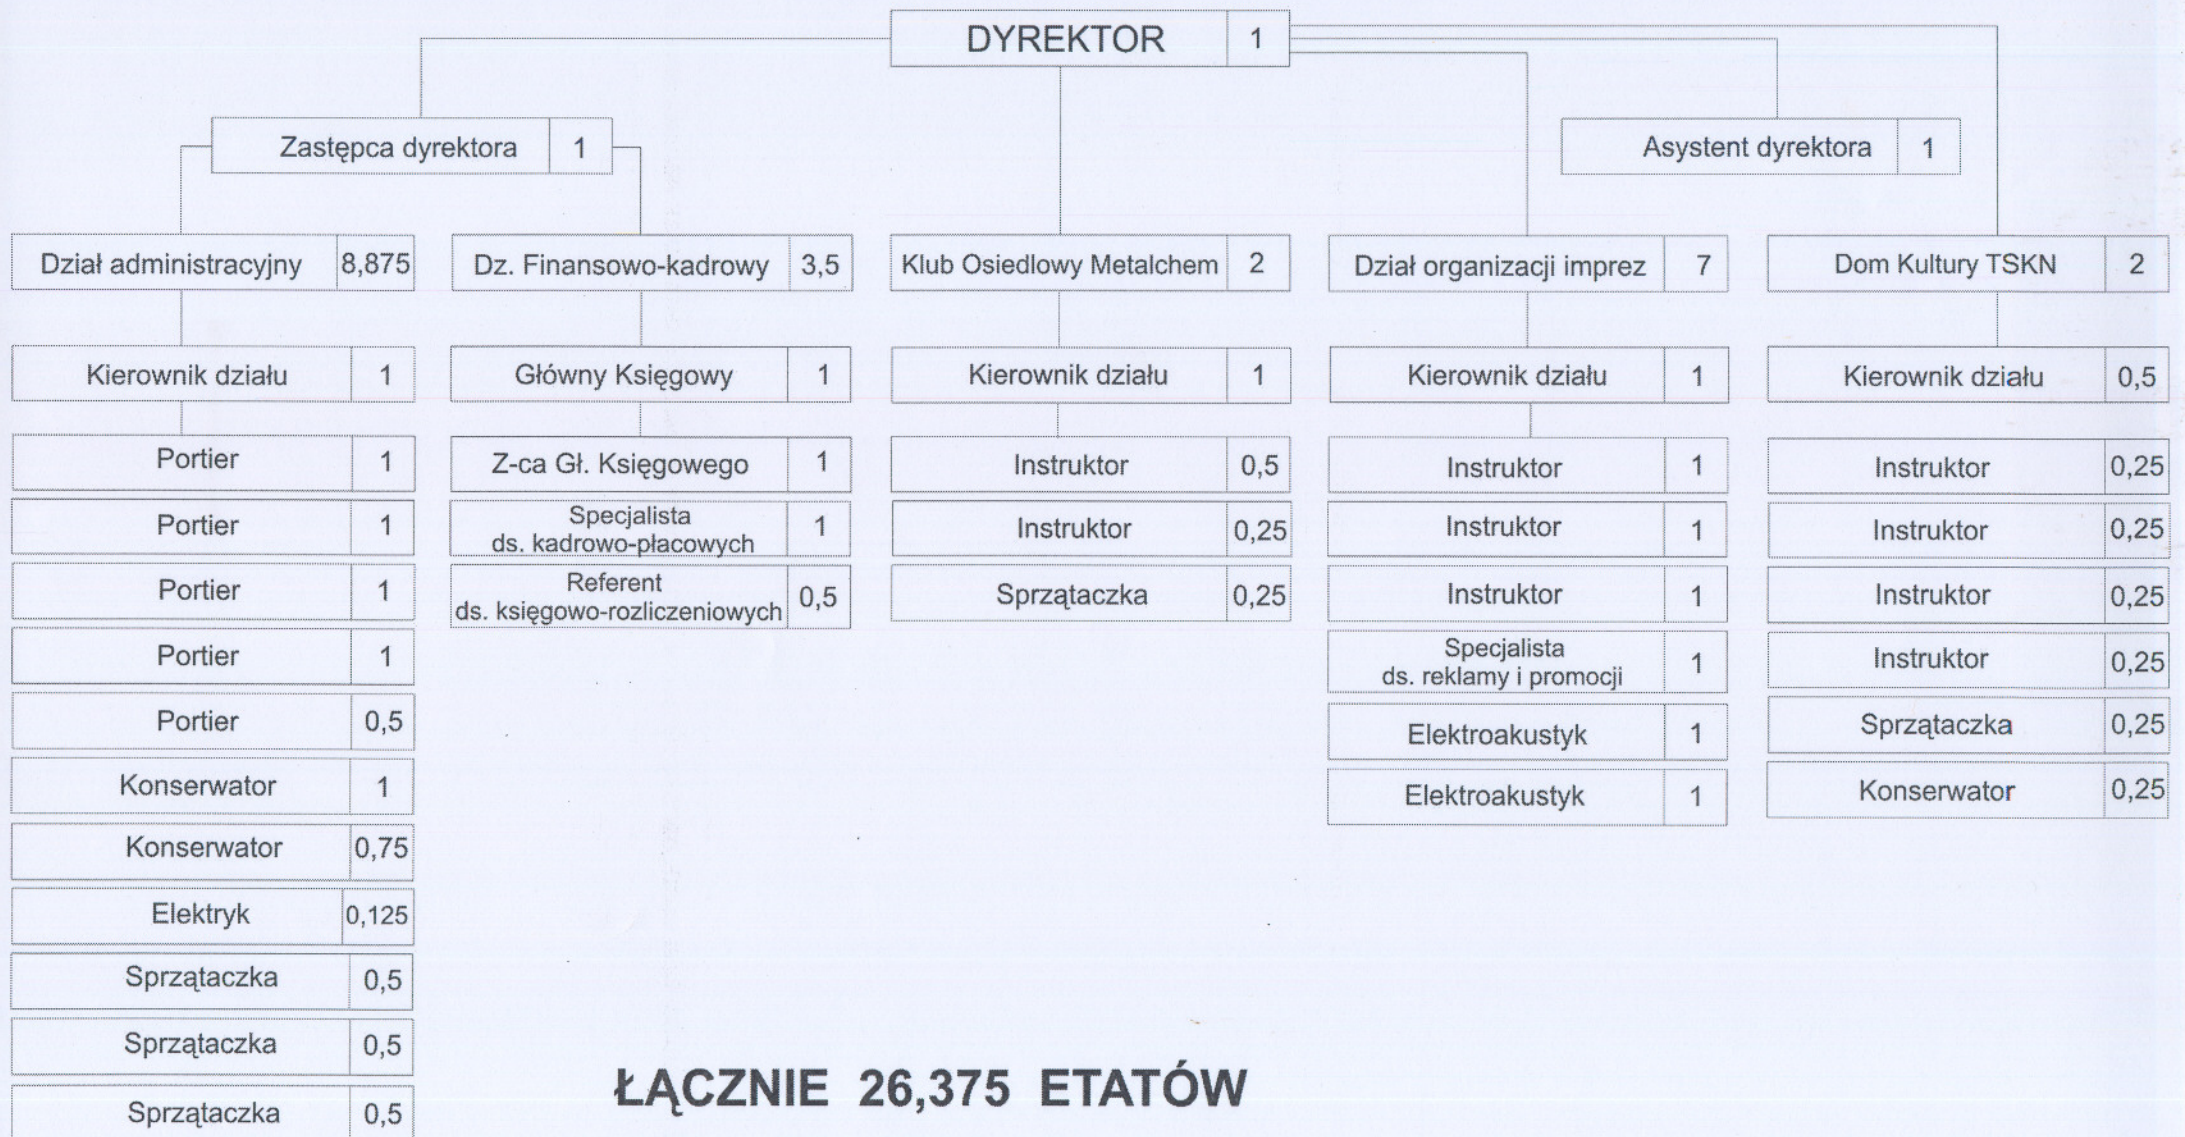 DYREKTOR 1
Zastępca dyrektora 1
Asystent dyrektora 1
Dział administracyjny 8,875
Dz. Finansowo-kadrowy 3,5
Klub Osiedlowy Metalchem 2
Dział organizacji imprez 7
Dom Kultury TSKN 2
Kierownik działu 1
Portier 1
Portier 1
Portier 1
Portier 1
Portier 0,5
Konserwator 1
Konserwator 0,75
Elektryk 0,125
Sprzątaczka 0,5
Sprzątaczka 0,5
Sprzątaczka 0,5
Główny Księgowy 1
Z-ca Gł. Księgowego 1
Specjalista
ds. kadrowo-płacowych 1
Referent
ds. księgowo-rozliczeniowych 0,5
Kierownik działu 1
Instruktor 0,5
Instruktor 0,25
Sprzątaczka 0,25
Kierownik działu 1
Instruktor 1
Instruktor 1
Instruktor 1
Specjalista
ds. reklamy i promocji 1
Elektroakustyk 1
Elektroakustyk 1
Kierownik działu 0,5
Instruktor 0,25
Instruktor 0,25
Instruktor 0,25
Instruktor 0,25
Sprzątaczka 0,25
Konserwator 0,25
ŁĄCZNIE 26,375 ETATÓW